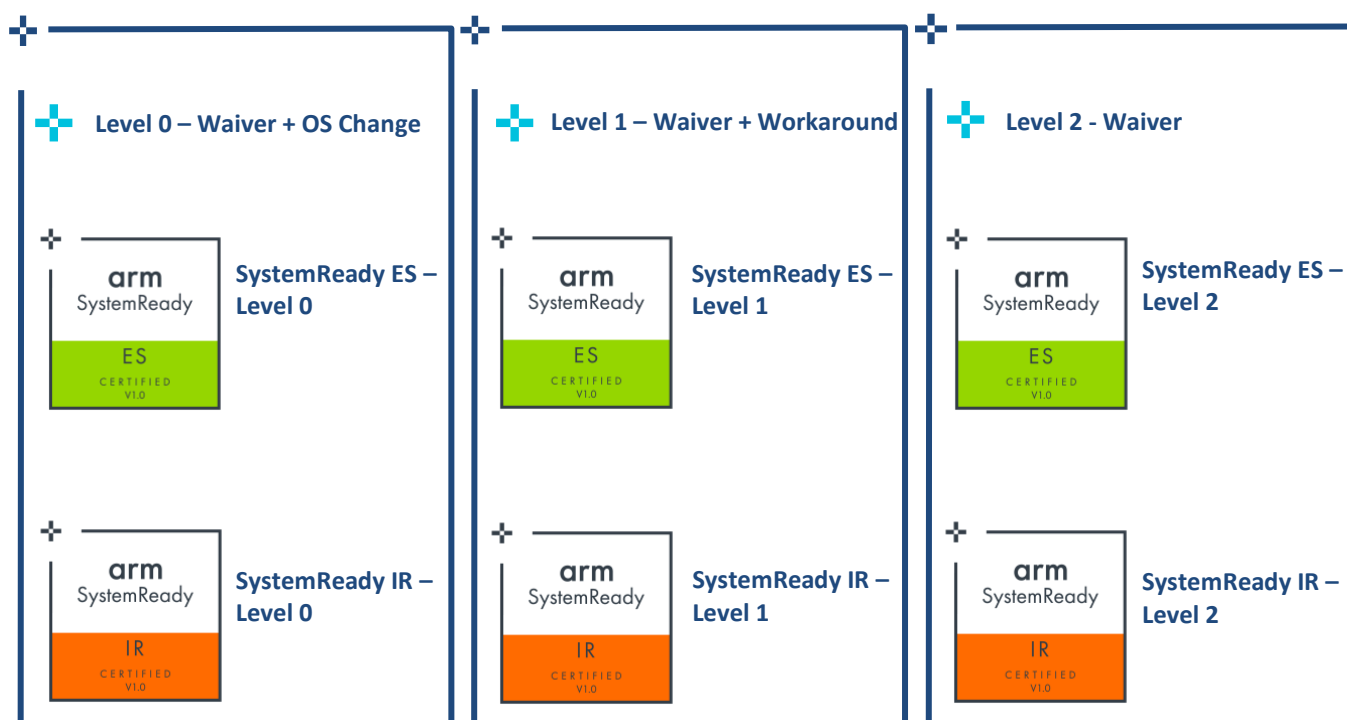 Level 0 – Waiver + OS Change
arm
SystemReady
ES
CERTIFIED
V1.0
SystemReady ES –
Level 0
arm
SystemReady
IR
CERTIFIED
V1.0
SystemReady IR –
Level 0
Level 1 – Waiver + Workaround
arm
SystemReady
ES
CERTIFIED
V1.0
SystemReady ES –
Level 1
arm
SystemReady
IR
CERTIFIED
V1.0
SystemReady IR –
Level 1
Level 2 - Waiver
arm
SystemReady
ES
CERTIFIED
V1.0
SystemReady ES –
Level 2
arm
SystemReady
IR
CERTIFIED
V1.0
SystemReady IR –
Level 2